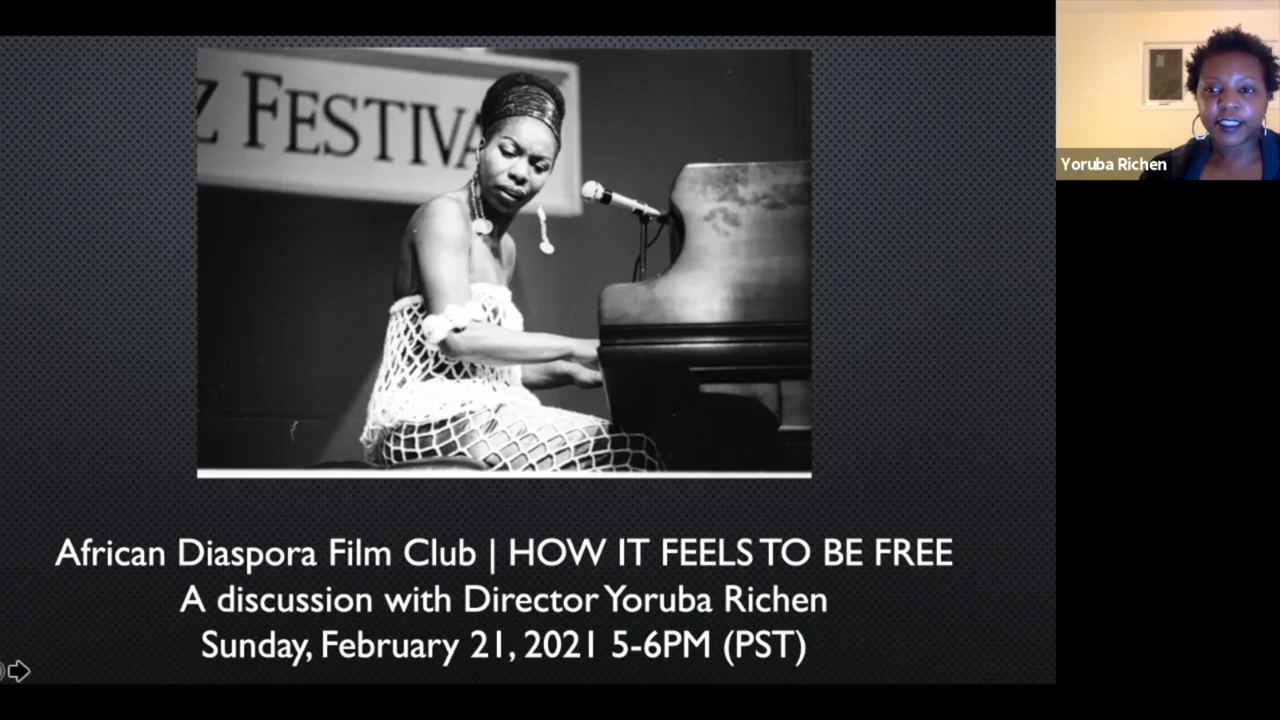 Z FESTIVA
Yoruba Richen
African Diaspora Film Club | HOW IT FEELS TO BE FREE
A discussion with Director Yoruba Richen
Sunday, February 21, 2021 5-6PM (PST)